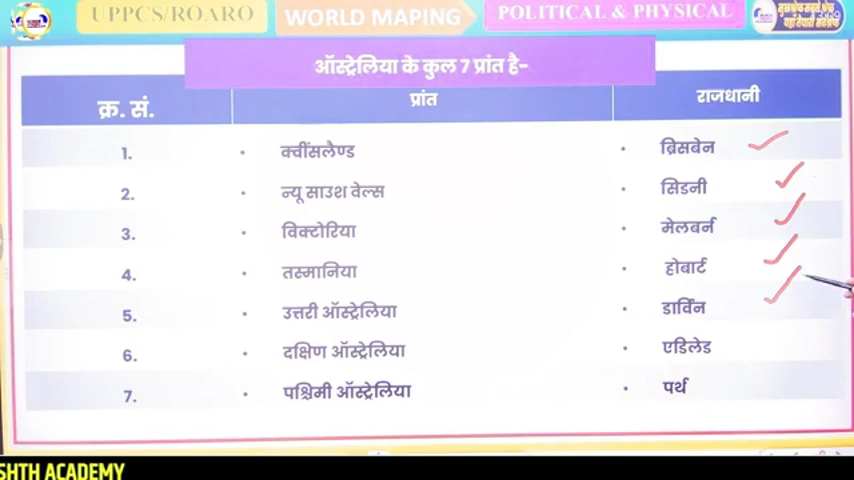 UPPCS/ROARO
WORLD MAPING
POLITICAL & PHYSICAL
ऑस्ट्रेलिया के कुल 7 प्रांत है-
क्र. सं. प्रांत राजधानी
1. • क्वींसलैण्ड • ब्रिसबेन
2. • न्यू साउश वेल्स • सिडनी
3. • विक्टोरिया • मेलबर्न
4. • तस्मानिया • होबार्ट
5. • उत्तरी ऑस्ट्रेलिया • डार्विन
6. • दक्षिण ऑस्ट्रेलिया • एडिलेड
7. • पश्चिमी ऑस्ट्रेलिया • पर्थ
SHTH ACADEMY